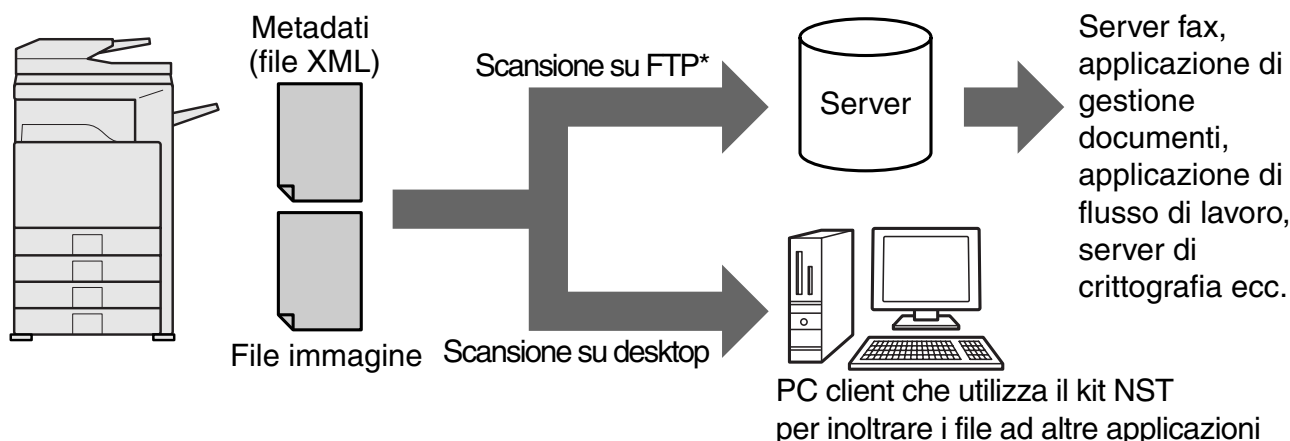 Metadati
(file XML)
File immagine
Scansione su FTP*
Scansione su desktop
Server
Server fax,
applicazione di
gestione
documenti,
applicazione di
flusso di lavoro,
server di
crittografia ecc.
PC client che utilizza il kit NST
per inoltrare i file ad altre applicazioni